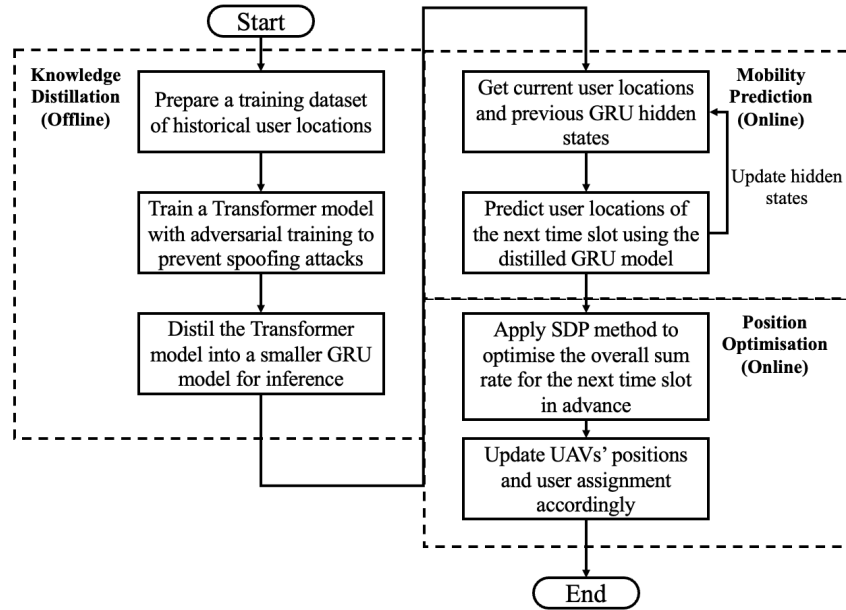 Start
Knowledge
Distillation
(Offline)
Prepare a training dataset
of historical user locations
Train a Transformer model
with adversarial training to
prevent spoofing attacks
Distil the Transformer
model into a smaller GRU
model for inference
Get current user locations
and previous GRU hidden
states
Mobility
Prediction
(Online)
Update hidden
states
Predict user locations of
the next time slot using the
distilled GRU model
Apply SDP method to
optimise the overall sum
rate for the next time slot
in advance
Position
Optimisation
(Online)
Update UAVs’ positions
and user assignment
accordingly
End